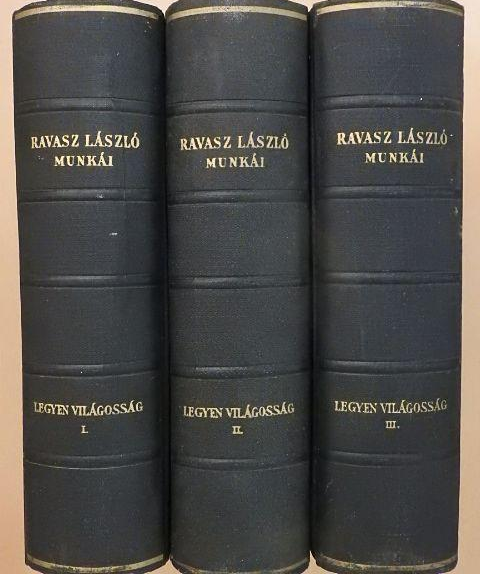 RAVASZ LÁSZLÓ
MUNKÁI
LEGYEN VILÁGOSSÁG
I.
RAVASZ LÁSZLÓ
MUNKÁI
LEGYEN VILÁGOSSÁG
II.
RAVASZ LÁSZLÓ
MUNKÁI
LEGYEN VILÁGOSSÁG
III.